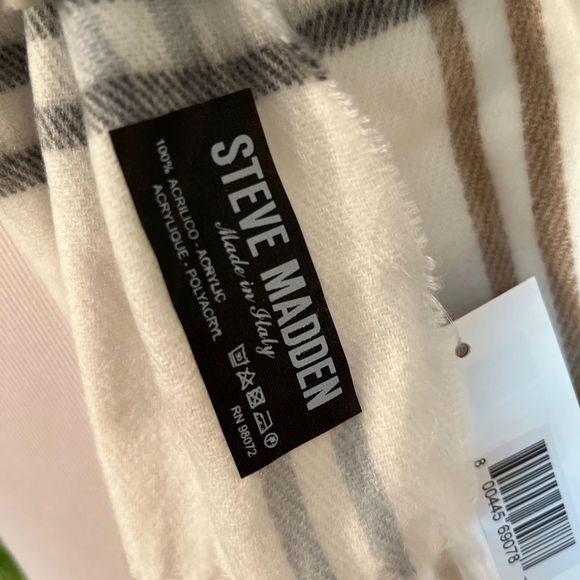 STEVE MADDEN
Made in Italy
100% ACRILICO - ACRYLIC
ACRYLIQUE - POLYACRYL
RN 98072
8 00445 69078